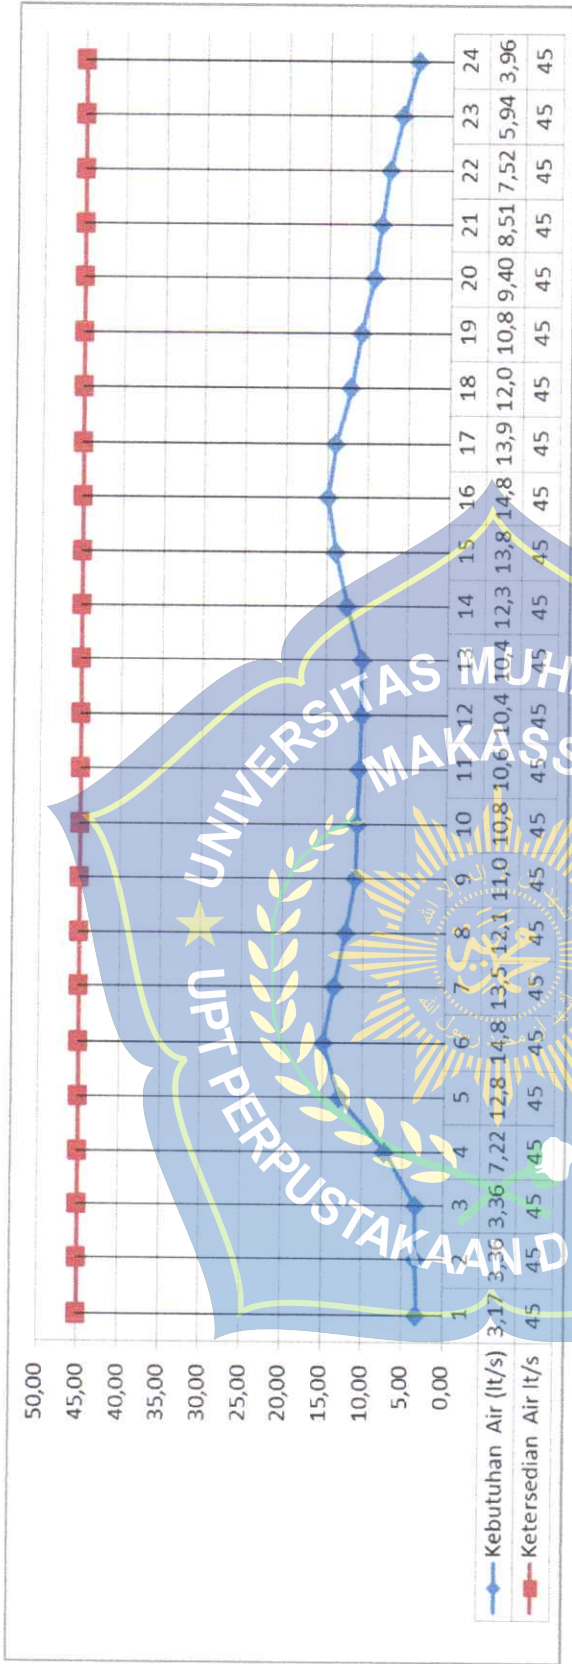 50,00
45,00
40,00
35,00
30,00
25,00
20,00
15,00
10,00
5,00
0,00
1 2 3 4 5 6 7 8 9 10 11 12 13 14 15 16 17 18 19 20 21 22 23 24
Kebutuhan Air (lt/s) 3,17 3,36 3,36 7,22 12,8 14,8 13,5 12,1 11,0 10,8 10,6 10,4 10,4 12,3 13,8 14,8 13,9 12,0 10,8 9,40 8,51 7,52 5,94 3,96
Ketersedian Air lt/s 45 45 45 45 45 45 45 45 45 45 45 45 45 45 45 45 45 45 45 45 45 45 45 45
UNIVERSITAS MUH
MAKASS
UPT PERPUSTAKAAN D